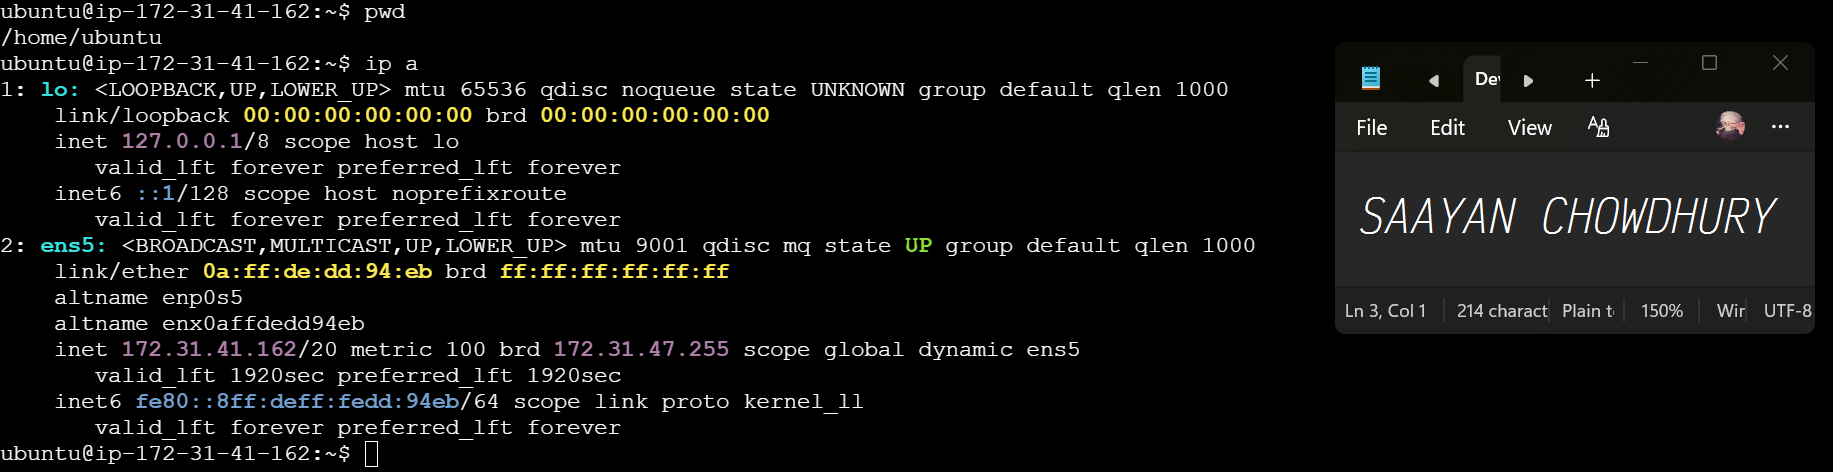 ubuntu@ip-172-31-41-162:~$ pwd
/home/ubuntu
ubuntu@ip-172-31-41-162:~$ ip a
1: lo: <LOOPBACK,UP,LOWER_UP> mtu 65536 qdisc noqueue state UNKNOWN group default qlen 1000
    link/loopback 00:00:00:00:00:00 brd 00:00:00:00:00:00
    inet 127.0.0.1/8 scope host lo
       valid_lft forever preferred_lft forever
    inet6 ::1/128 scope host noprefixroute
       valid_lft forever preferred_lft forever
2: ens5: <BROADCAST,MULTICAST,UP,LOWER_UP> mtu 9001 qdisc mq state UP group default qlen 1000
    link/ether 0a:ff:de:dd:94:eb brd ff:ff:ff:ff:ff:ff
    altname enp0s5
    altname enx0affdedd94eb
    inet 172.31.41.162/20 metric 100 brd 172.31.47.255 scope global dynamic ens5
       valid_lft 1920sec preferred_lft 1920sec
    inet6 fe80::8ff:deff:fedd:94eb/64 scope link proto kernel_ll
       valid_lft forever preferred_lft forever
ubuntu@ip-172-31-41-162:~$
File Edit View
SAAYAN CHOWDHURY
Ln 3, Col 1 214 charact Plain t 150% Wir UTF-8